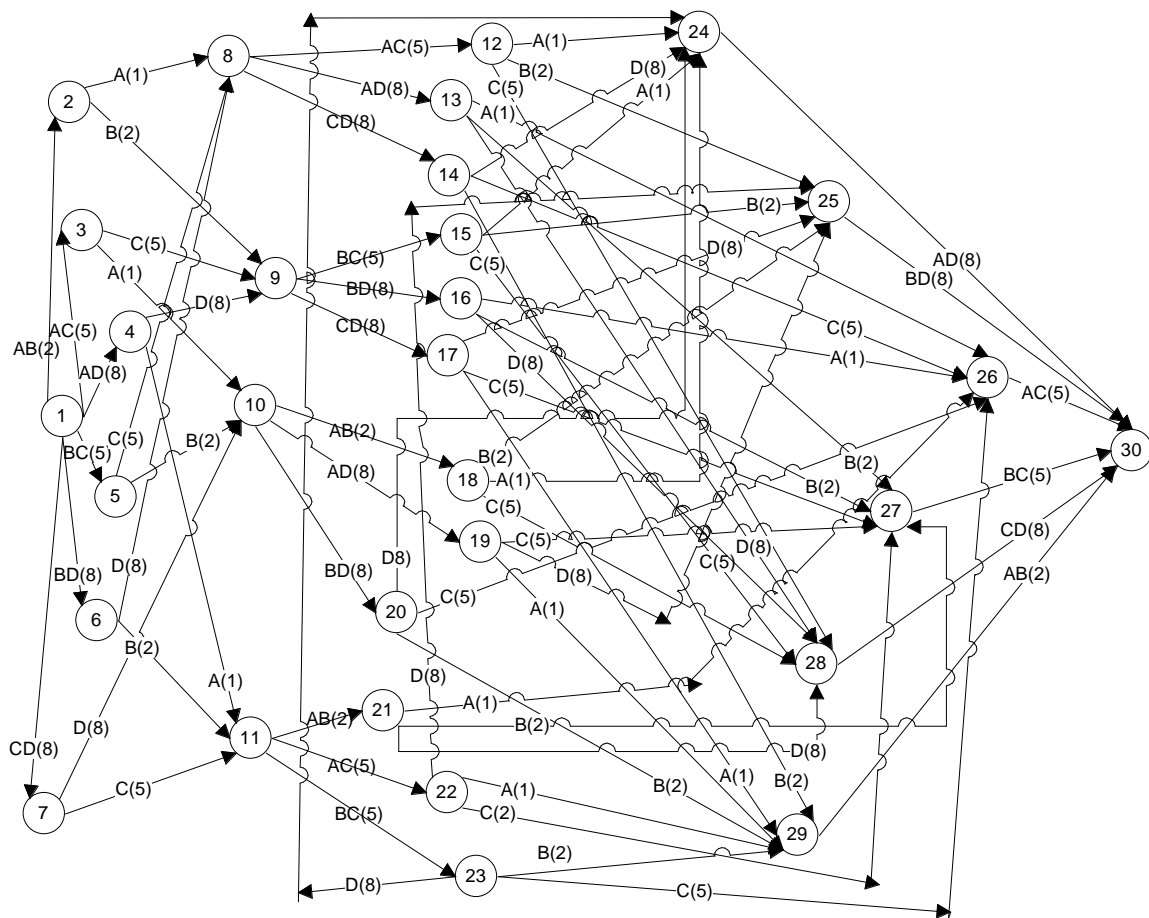 24
12
AC(5)
A(1)
8
B(2)
A(1)
D(8)
C(5)
AD(8)
13
A(1)
2
A(1)
CD(8)
B(2)
14
B(2)
25
3
15
C(5)
D(8)
C(5)
BC(5)
A(1)
9
AD(8)
BD(8)
BD(8)
16
D(8)
4
CD(8)
C(5)
AC(5)
AB(2)
17
D(8)
A(1)
AD(8)
C(5)
26
AC(5)
10
1
AB(2)
B(2)
C(5)
B(2)
BC(5)
30
B(2)
AD(8)
18
A(1)
BC(5)
B(2)
5
C(5)
27
CD(8)
19
C(5)
D(8)
D8)
C(5)
BD(8)
D(8)
D(8)
C(5)
AB(2)
BD(8)
A(1)
20
6
B(2)
28
D(8)
A(1)
21
A(1)
AB(2)
B(2)
D(8)
11
D(8)
CD(8)
AC(5)
A(1)
B(2)
B(2)
22
A(1)
C(5)
7
C(2)
BC(5)
29
B(2)
23
D(8)
C(5)